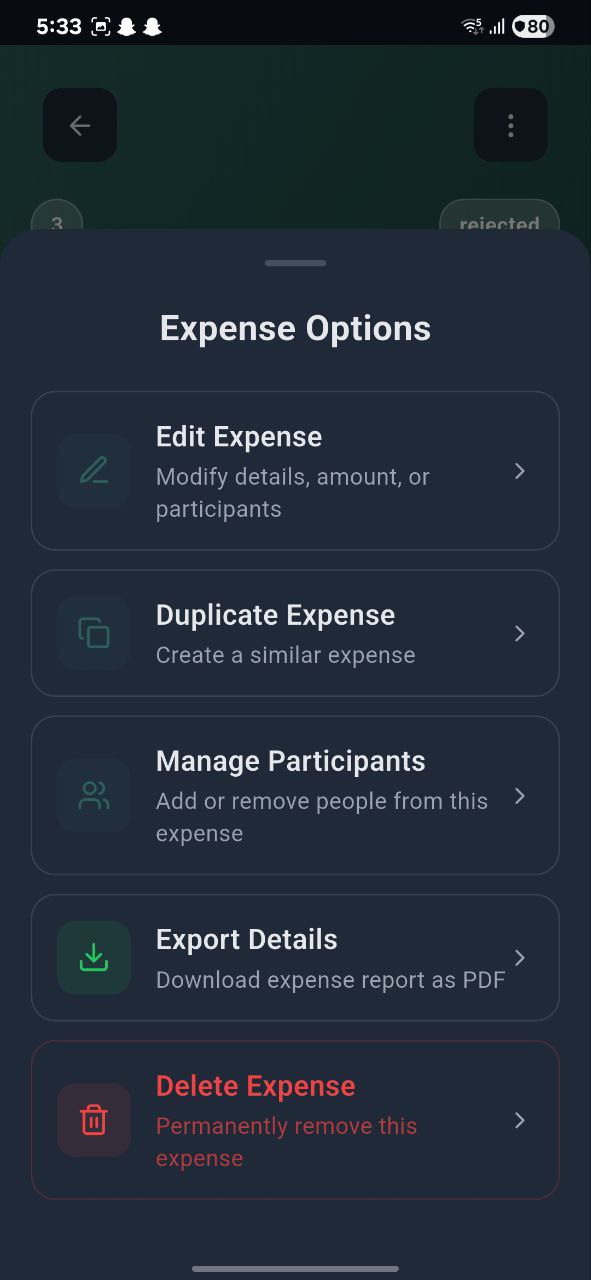 5:33
5
80
3
rejected
Expense Options
Edit Expense
Modify details, amount, or
participants
Duplicate Expense
Create a similar expense
Manage Participants
Add or remove people from this
expense
Export Details
Download expense report as PDF
Delete Expense
Permanently remove this
expense